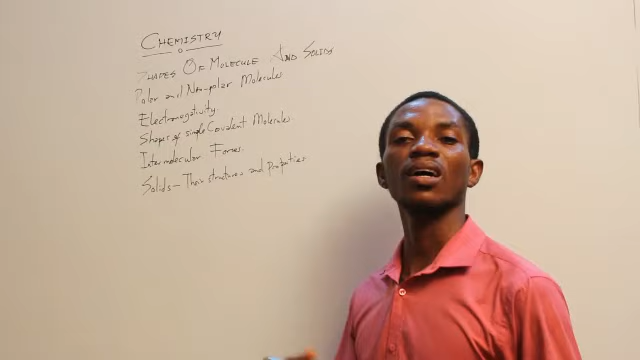 CHEMISTRY
SHAPES OF MOLECULE AND SOLIDS
Polar and Non-polar Molecules
Electronegativity.
Shapes of simple Covalent Molecules.
Intermolecular Forces.
Solids - Their structures and Properties